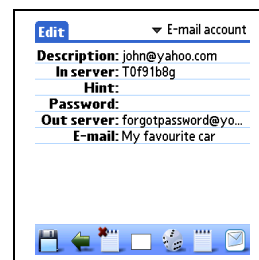 Edit E-mail account
Description: john@yahoo.com
In server: T0f91b8g
Hint:
Password:
Out server: forgotpassword@yo...
E-mail: My favourite car